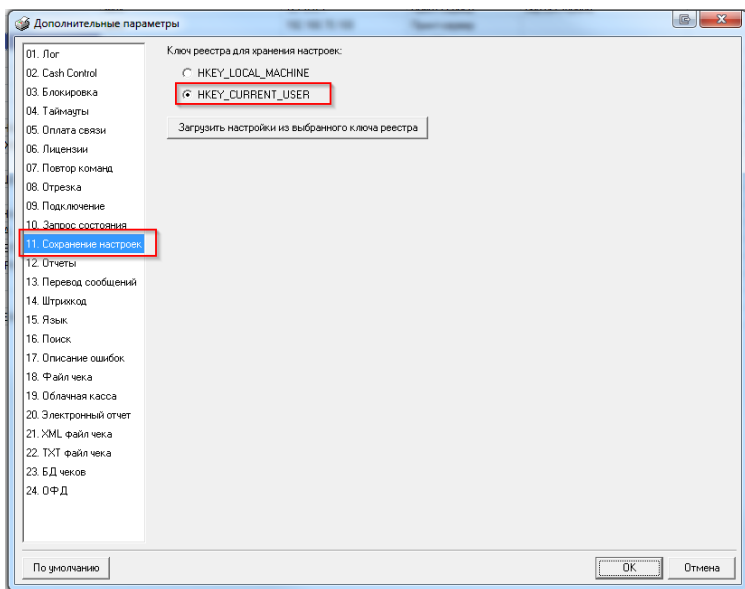 Дополнительные параметры
01. Лог
02. Cash Control
03. Блокировка
04. Таймауты
05. Оплата связи
06. Лицензии
07. Повтор команд
08. Отрезка
09. Подключение
10. Запрос состояния
11. Сохранение настроек
12. Отчеты
13. Перевод сообщений
14. Штрихкод
15. Язык
16. Поиск
17. Описание ошибок
18. Файл чека
19. Облачная касса
20. Электронный отчет
21. XML файл чека
22. TXT файл чека
23. БД чеков
24. ОФД
Ключ реестра для хранения настроек:
HKEY_LOCAL_MACHINE
HKEY_CURRENT_USER
Загрузить настройки из выбранного ключа реестра
По умолчанию
OK
Отмена